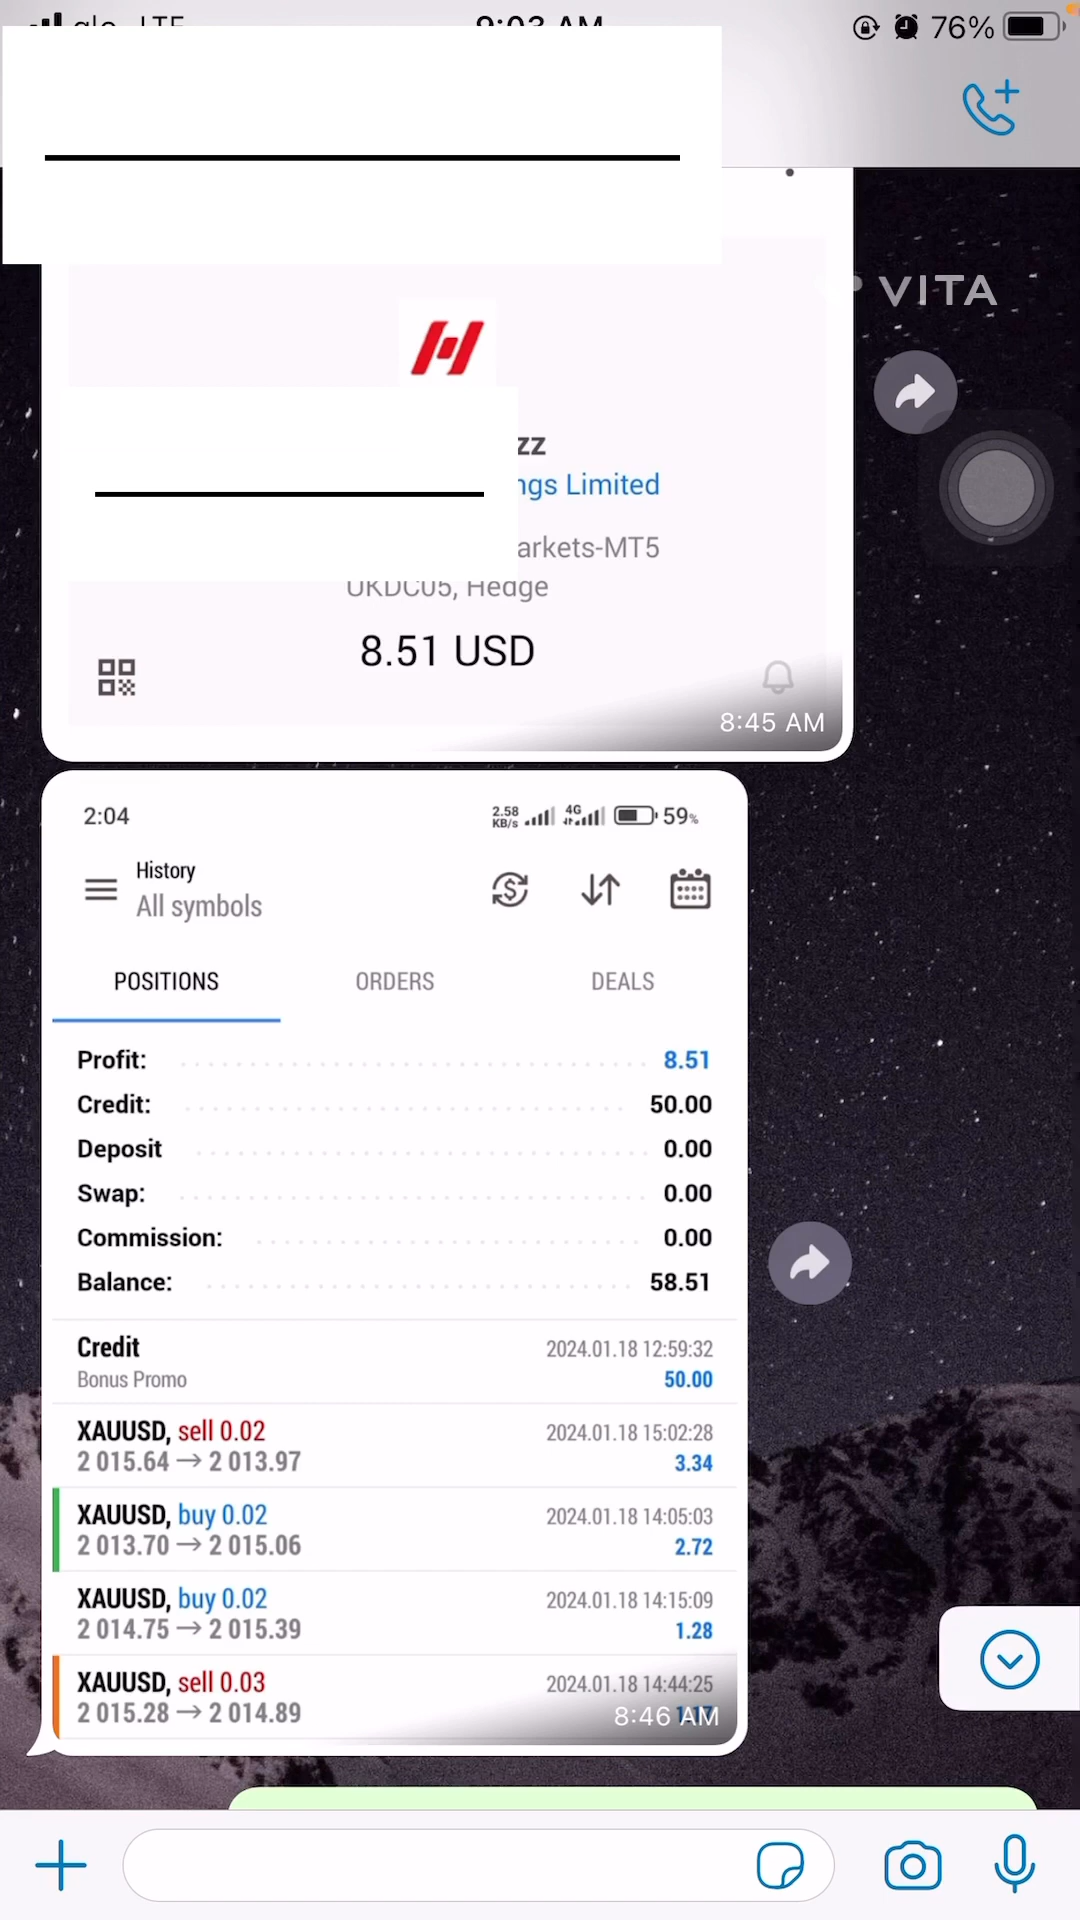 76%
VITA
zz
ngs Limited
arkets-MT5
UKDC05, Hedge
8.51 USD
8:45 AM
2:04
2.58 KB/s 4G 59%
History
All symbols
POSITIONS ORDERS DEALS
Profit: 8.51
Credit: 50.00
Deposit 0.00
Swap: 0.00
Commission: 0.00
Balance: 58.51
Credit 2024.01.18 12:59:32
Bonus Promo 50.00
XAUUSD, sell 0.02 2024.01.18 15:02:28
2 015.64 → 2 013.97 3.34
XAUUSD, buy 0.02 2024.01.18 14:05:03
2 013.70 → 2 015.06 2.72
XAUUSD, buy 0.02 2024.01.18 14:15:09
2 014.75 → 2 015.39 1.28
XAUUSD, sell 0.03 2024.01.18 14:44:25
2 015.28 → 2 014.89
8:46 AM